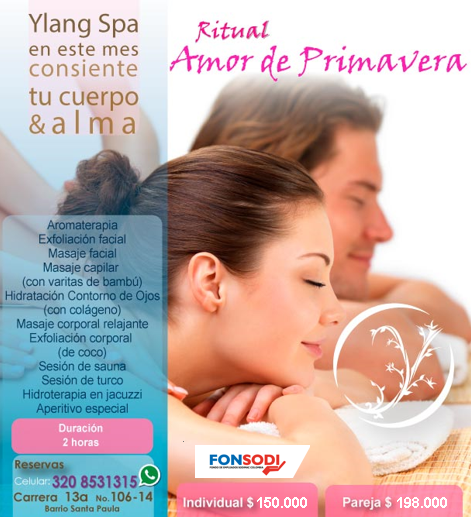 Ylang Spa
en este mes
consiente
tu cuerpo
& alma
Ritual
Amor de Primavera
Aromaterapia
Exfoliación facial
Masaje facial
Masaje capilar
(con varitas de bambú)
Hidratación Contorno de Ojos
(con colágeno)
Masaje corporal relajante
Exfoliación corporal
(de coco)
Sesión de sauna
Sesión de turco
Hidroterapia en jacuzzi
Aperitivo especial
Duración
2 horas
Reservas
Celular: 320 8531315
Carrera 13a No. 106-14
Barrio Santa Paula
FONSODI
Individual $ 150.000
Pareja $ 198.000